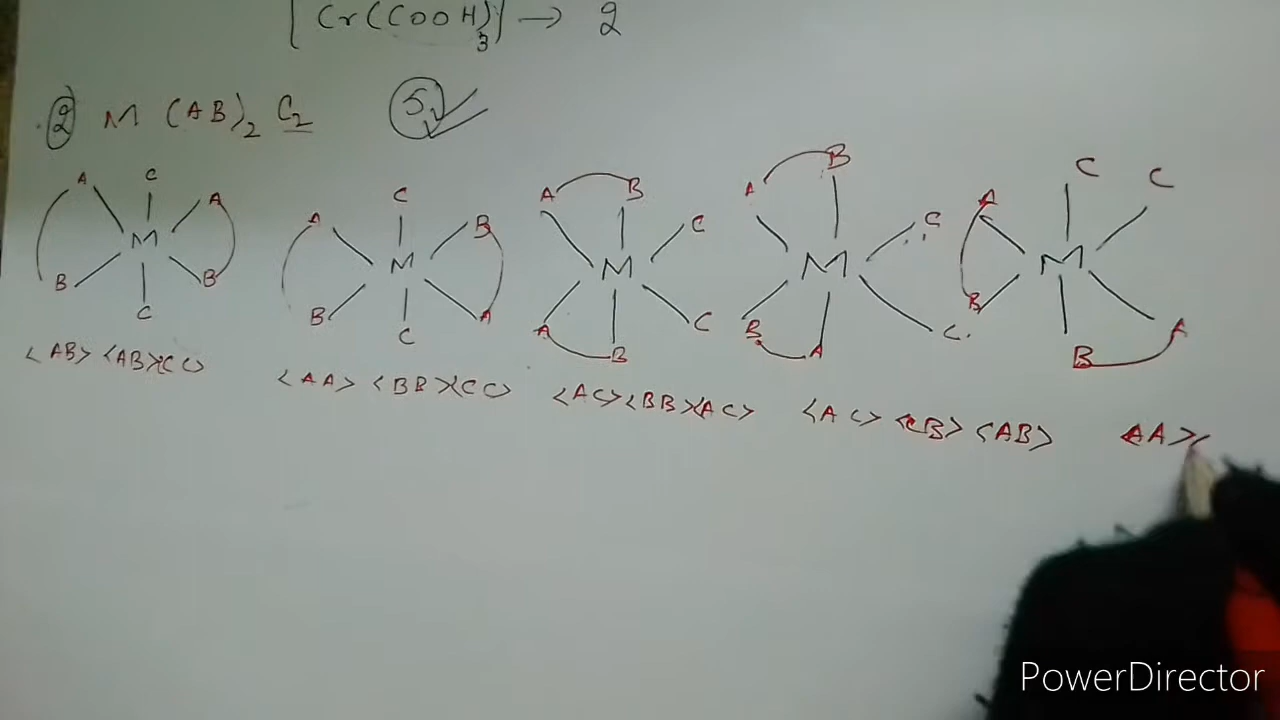 [Cr(COOH)3] → 2
2 M (AB)2 C2 5
A C A M B B C
C A B M B A C
A B C M A B C
B A C M B A C
C C A M B B A
<AB> <AB><CC>
<AA> <BB><CC>
<AC><BB><AC>
<AC> <CB> <AB>
<AA><
PowerDirector